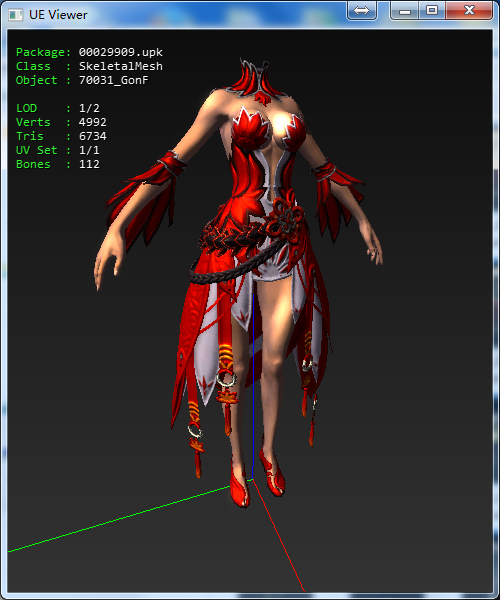 UE Viewer
Package: 00029909.upk
Class : SkeletalMesh
Object : 70031_GonF
LOD : 1/2
Verts : 4992
Tris : 6734
UV Set : 1/1
Bones : 112